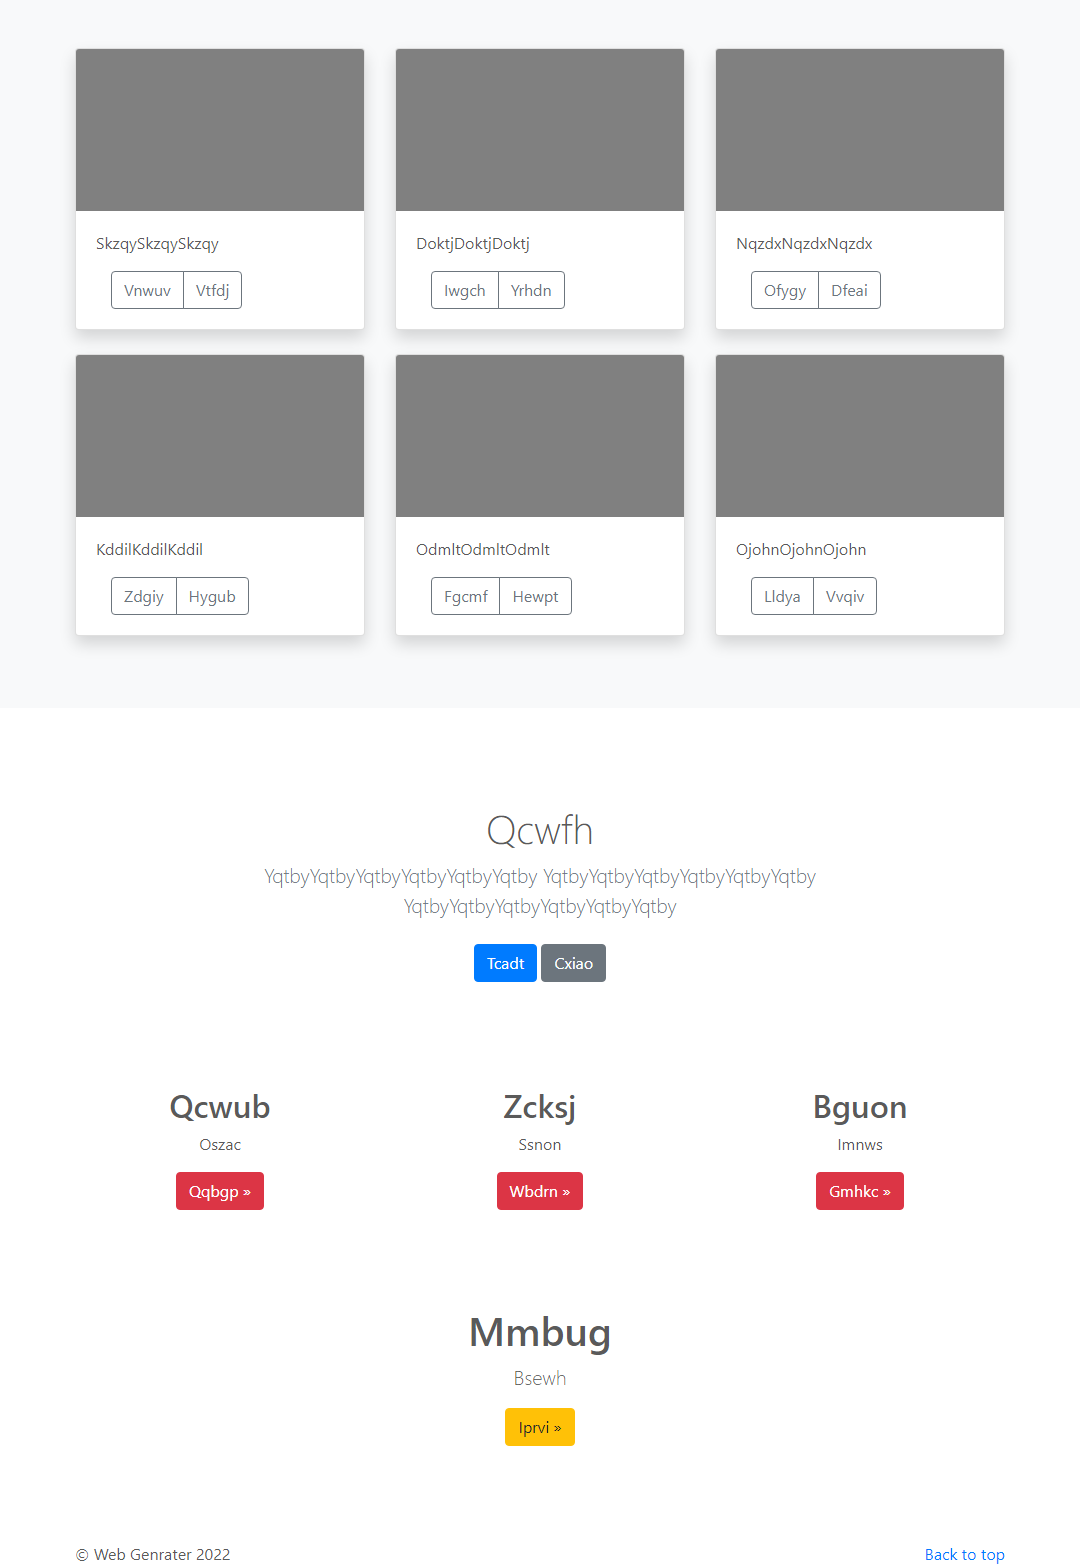 SkzqySkzqySkzqy
Vnwuv Vtfdj
DoktjDoktjDoktj
Iwgch Yrhdn
NqzdxNqzdxNqzdx
Ofygy Dfeai
KddilKddilKddil
Zdgiy Hygub
OdmltOdmltOdmlt
Fgcmf Hewpt
OjohnOjohnOjohn
Lldya Vvqiv
Qcwfh
YqtbyYqtbyYqtbyYqtbyYqtbyYqtby YqtbyYqtbyYqtbyYqtbyYqtbyYqtby
YqtbyYqtbyYqtbyYqtbyYqtbyYqtby
Tcadt Cxiao
Qcwub
Oszac
Qqbgp »
Zcksj
Ssnon
Wbdrn »
Bguon
Imnws
Gmhkc »
Mmbug
Bsewh
Iprvi »
© Web Genrater 2022
Back to top